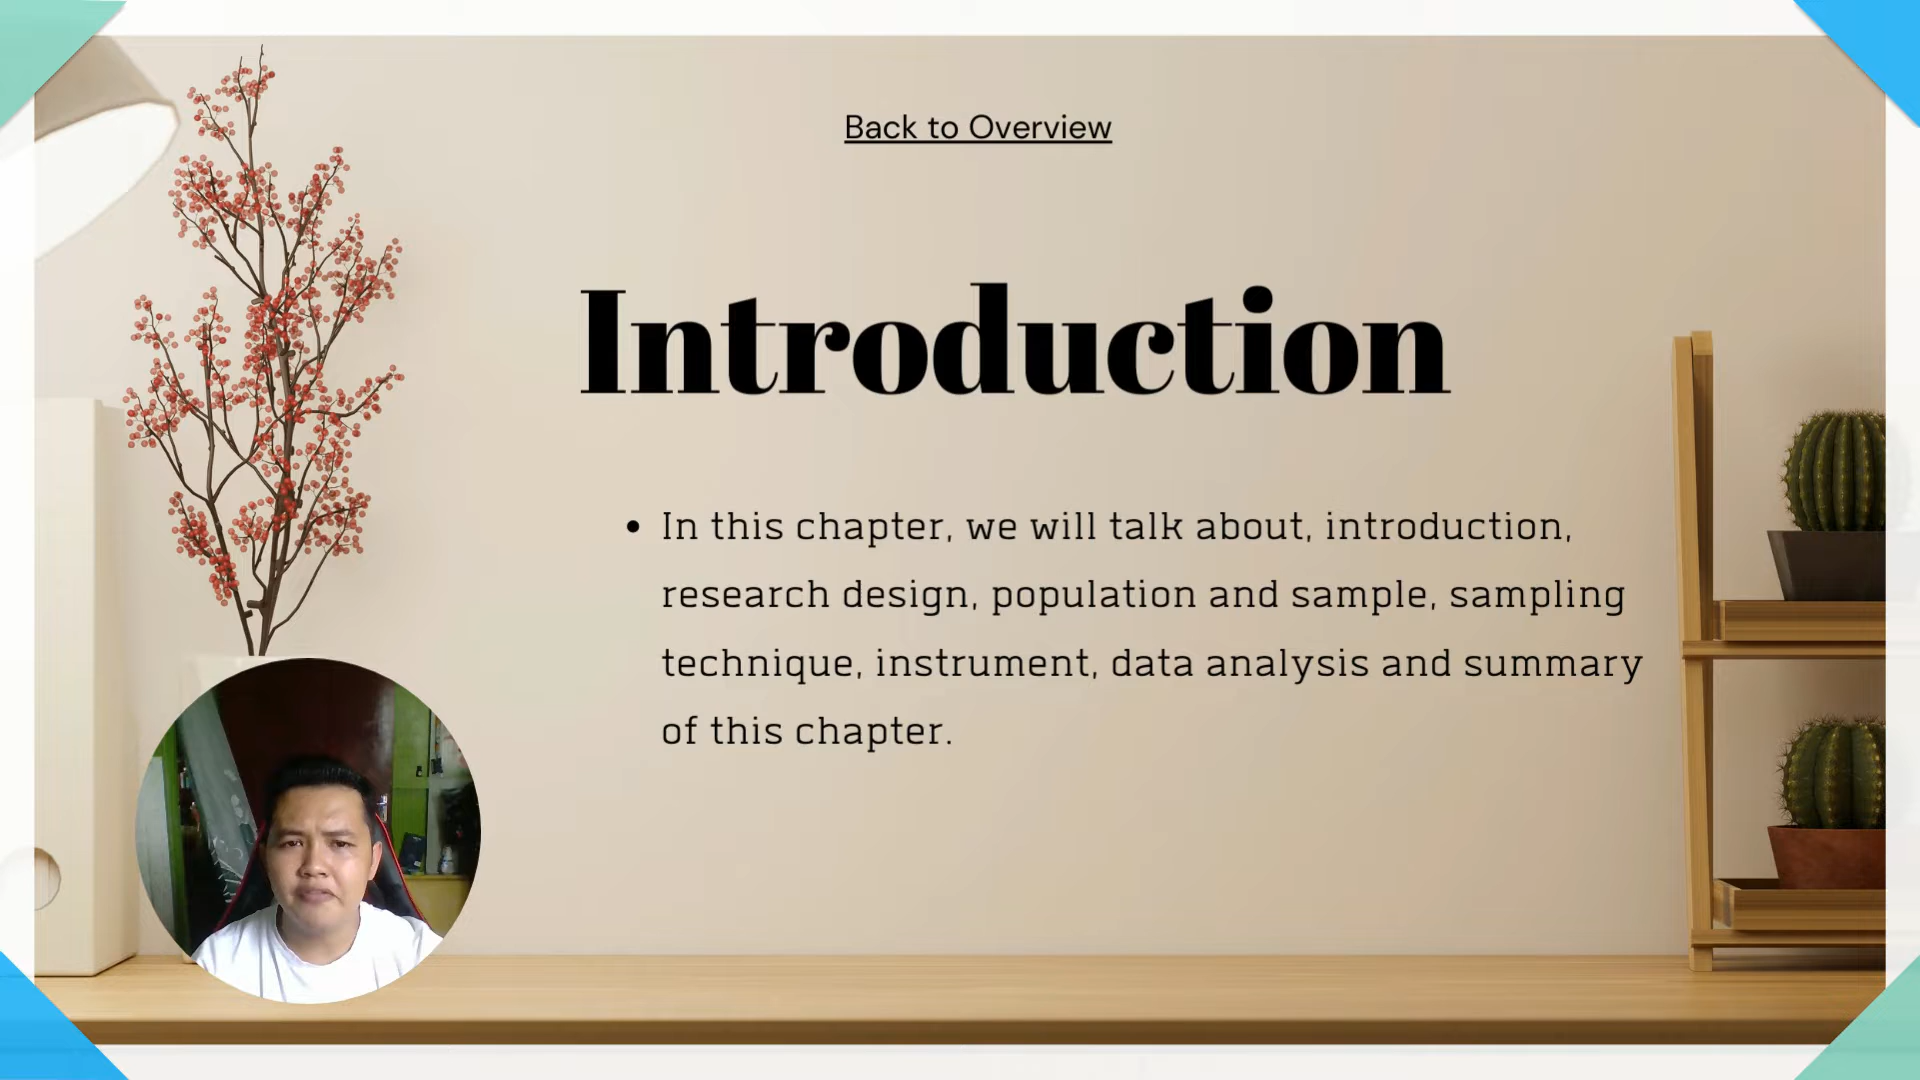 Back to Overview
Introduction
• In this chapter, we will talk about, introduction,
research design, population and sample, sampling
technique, instrument, data analysis and summary
of this chapter.